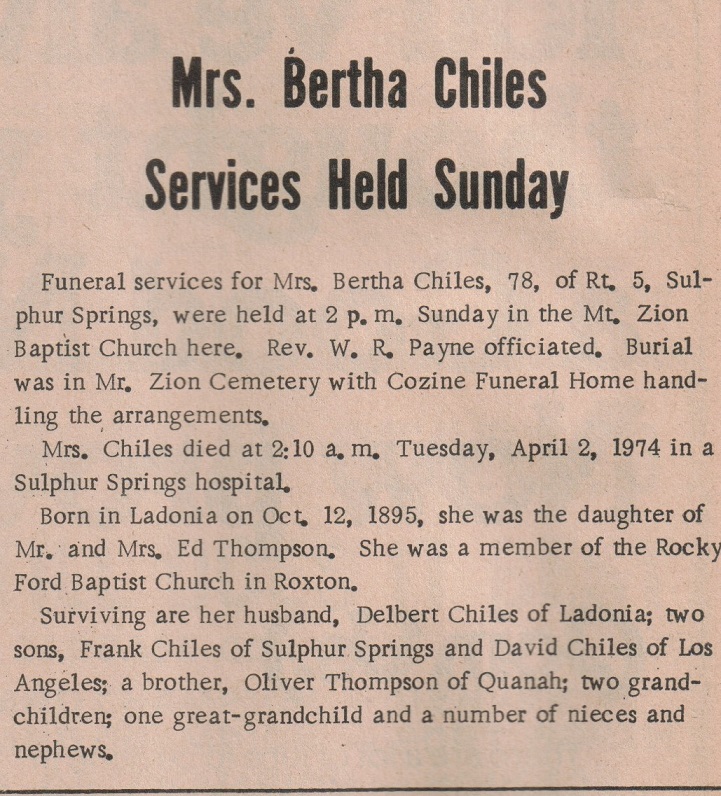 Mrs. Bertha Chiles
Services Held Sunday
Funeral services for Mrs. Bertha Chiles, 78, of Rt. 5, Sul-
phur Springs, were held at 2 p.m. Sunday in the Mt. Zion
Baptist Church here. Rev. W. R. Payne officiated. Burial
was in Mr. Zion Cemetery with Cozine Funeral Home hand-
ling the arrangements.
Mrs. Chiles died at 2:10 a.m. Tuesday, April 2, 1974 in a
Sulphur Springs hospital.
Born in Ladonia on Oct. 12, 1895, she was the daughter of
Mr. and Mrs. Ed Thompson. She was a member of the Rocky
Ford Baptist Church in Roxton.
Surviving are her husband, Delbert Chiles of Ladonia; two
sons, Frank Chiles of Sulphur Springs and David Chiles of Los
Angeles; a brother, Oliver Thompson of Quanah; two grand-
children; one great-grandchild and a number of nieces and
nephews.